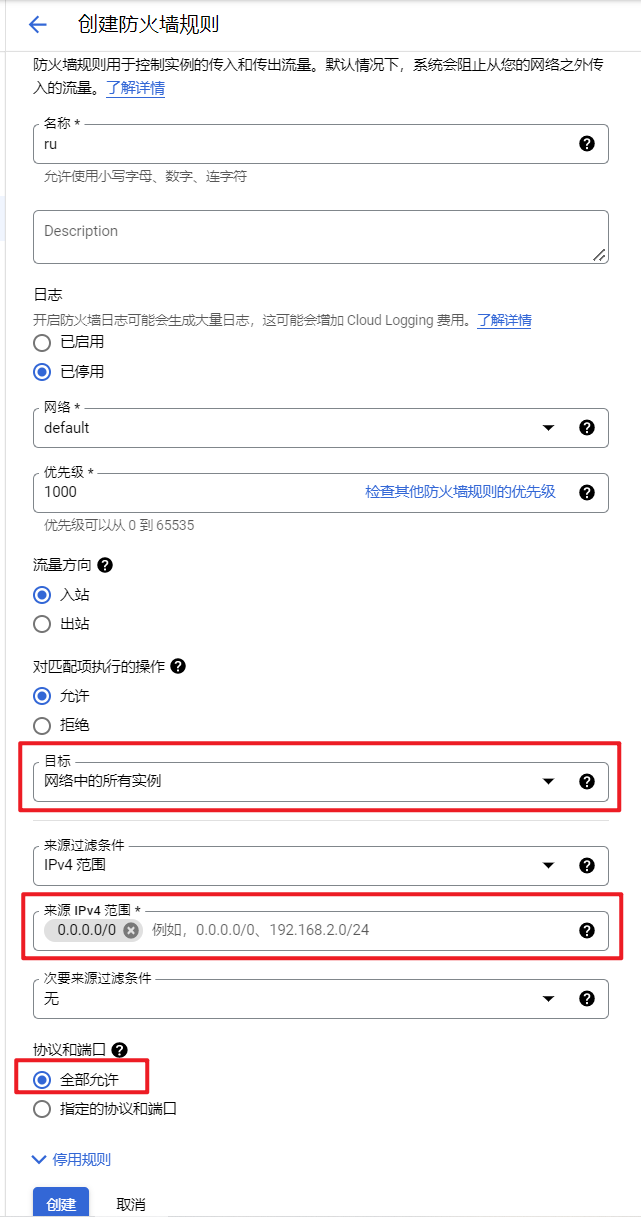 创建防火墙规则
防火墙规则用于控制实例的传入和传出流量。默认情况下，系统会阻止从您的网络之外传
入的流量。了解详情
名称 *
ru
允许使用小写字母、数字、连字符
Description
日志
开启防火墙日志可能会生成大量日志，这可能会增加 Cloud Logging 费用。了解详情
已启用
已停用
网络 *
default
优先级 *
1000 检查其他防火墙规则的优先级
优先级可以从 0 到 65535
流量方向
入站
出站
对匹配项执行的操作
允许
拒绝
目标
网络中的所有实例
来源过滤条件
IPv4 范围
来源 IPv4 范围 *
0.0.0.0/0 例如，0.0.0.0/0、192.168.2.0/24
次要来源过滤条件
无
协议和端口
全部允许
指定的协议和端口
停用规则
创建 取消